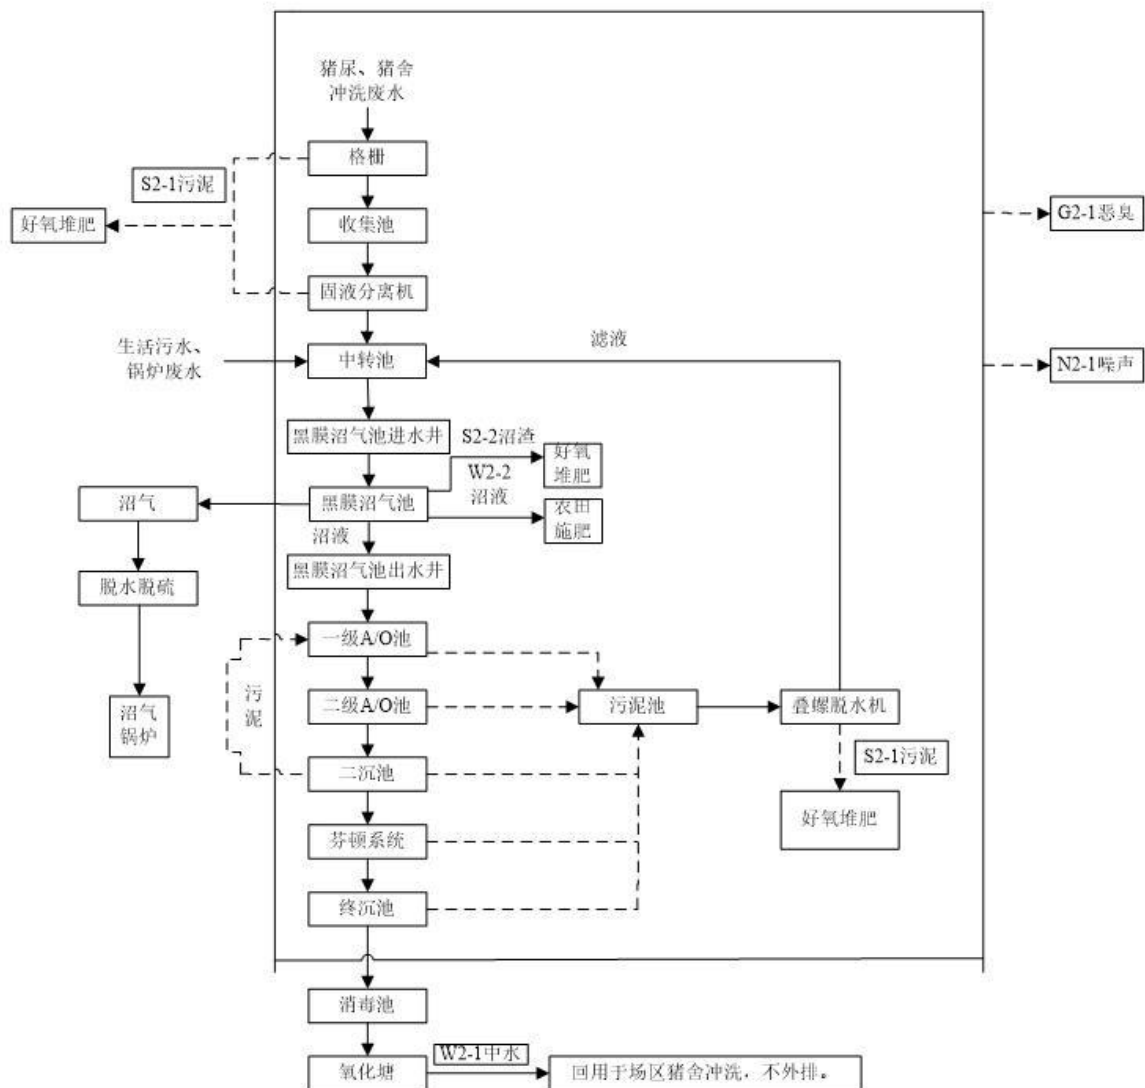 猪尿、猪舍
冲洗废水
格栅
S2-1污泥
好氧堆肥
收集池
G2-1恶臭
固液分离机
生活污水、
锅炉废水
中转池
滤液
N2-1噪声
黑膜沼气池进水井
S2-2沼渣
好氧
堆肥
W2-2
沼液
沼气
黑膜沼气池
农田
施肥
沼液
脱水脱硫
黑膜沼气池出水井
一级A/O池
污
泥
二级A/O池
污泥池
叠螺脱水机
沼气
锅炉
S2-1污泥
二沉池
好氧堆肥
芬顿系统
终沉池
消毒池
氧化塘
W2-1中水
回用于场区猪舍冲洗，不外排。